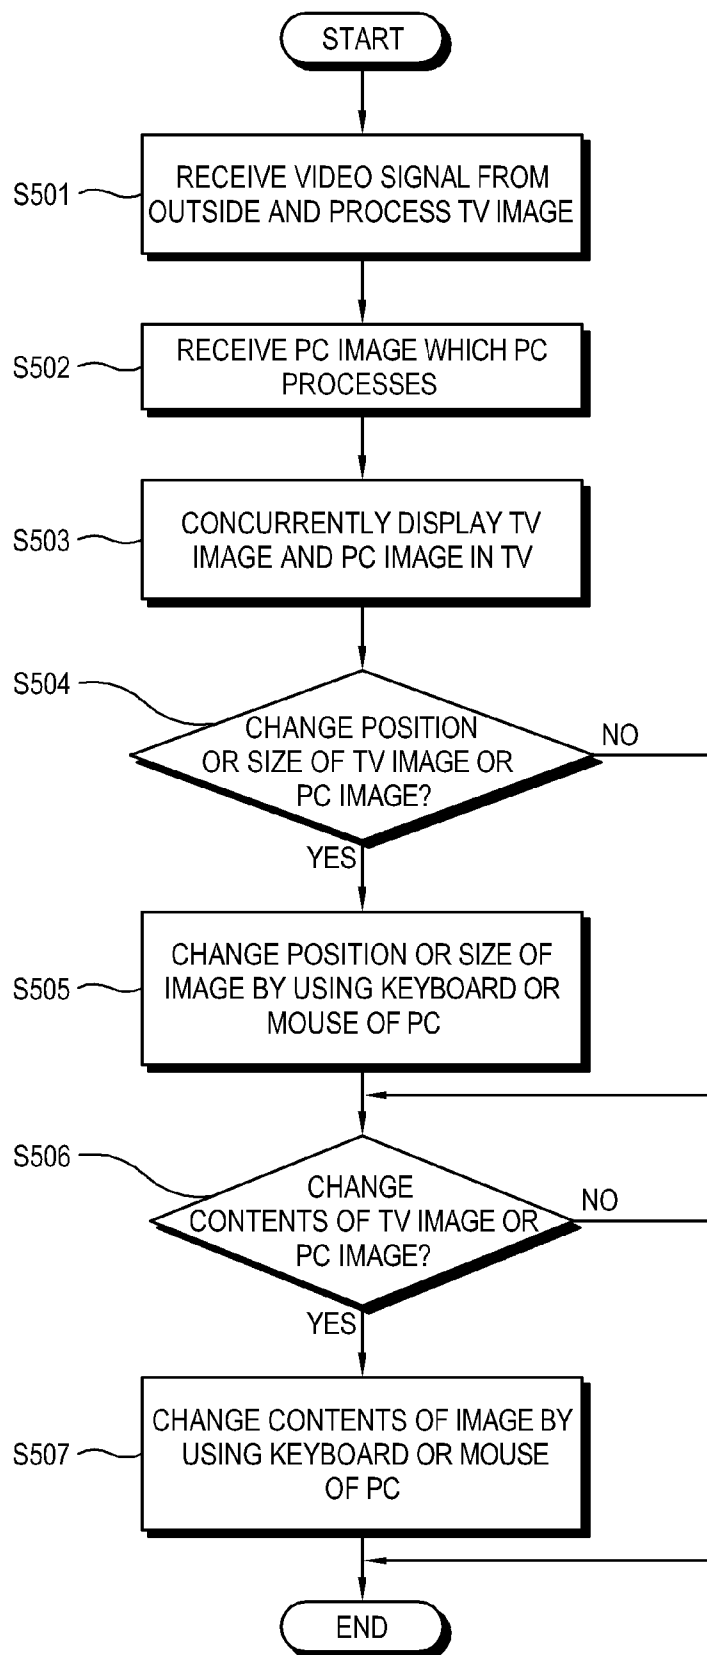 START
S501
RECEIVE VIDEO SIGNAL FROM
OUTSIDE AND PROCESS TV IMAGE
S502
RECEIVE PC IMAGE WHICH PC
PROCESSES
S503
CONCURRENTLY DISPLAY TV
IMAGE AND PC IMAGE IN TV
S504
CHANGE POSITION
OR SIZE OF TV IMAGE OR
PC IMAGE?
NO
YES
S505
CHANGE POSITION OR SIZE OF
IMAGE BY USING KEYBOARD OR
MOUSE OF PC
S506
CHANGE
CONTENTS OF TV IMAGE OR
PC IMAGE?
NO
YES
S507
CHANGE CONTENTS OF IMAGE BY
USING KEYBOARD OR MOUSE
OF PC
END